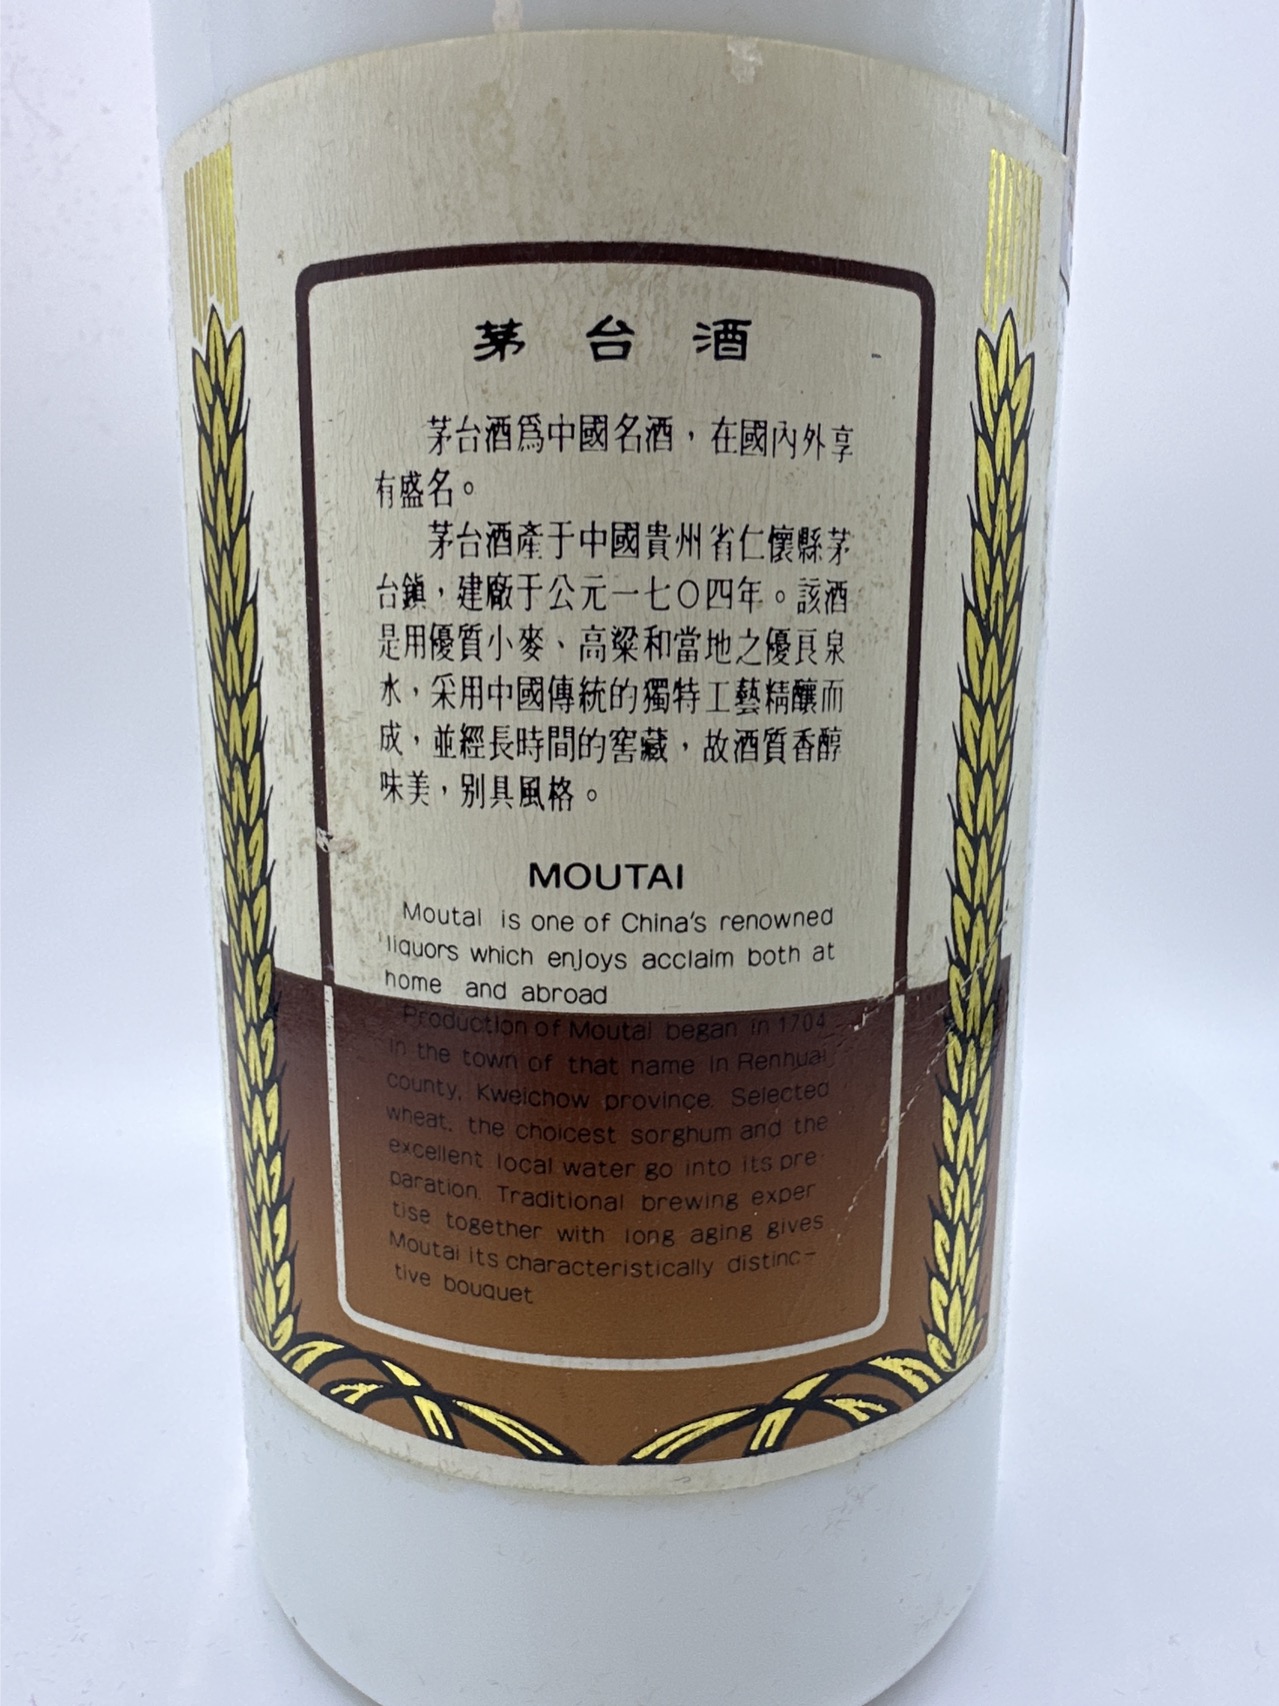 茅台酒
茅台酒爲中國名酒，在國內外享
有盛名。
茅台酒產于中國貴州省仁懷縣茅
台鎮，建廠于公元一七〇四年。該酒
是用優質小麥、高粱和當地之優良泉
水，采用中國傳統的獨特工藝精釀而
成，並經長時間的窖藏，故酒質香醇
味美，别具風格。
MOUTAI
Moutai is one of China's renowned
liquors which enjoys acclaim both at
home and abroad
Production of Moutai began in 1704
in the town of that name in Renhuai
county, Kweichow province. Selected
wheat, the choicest sorghum and the
excellent local water go into its pre-
paration. Traditional brewing exper
tise together with long aging gives
Moutai its characteristically distinc-
tive bouquet